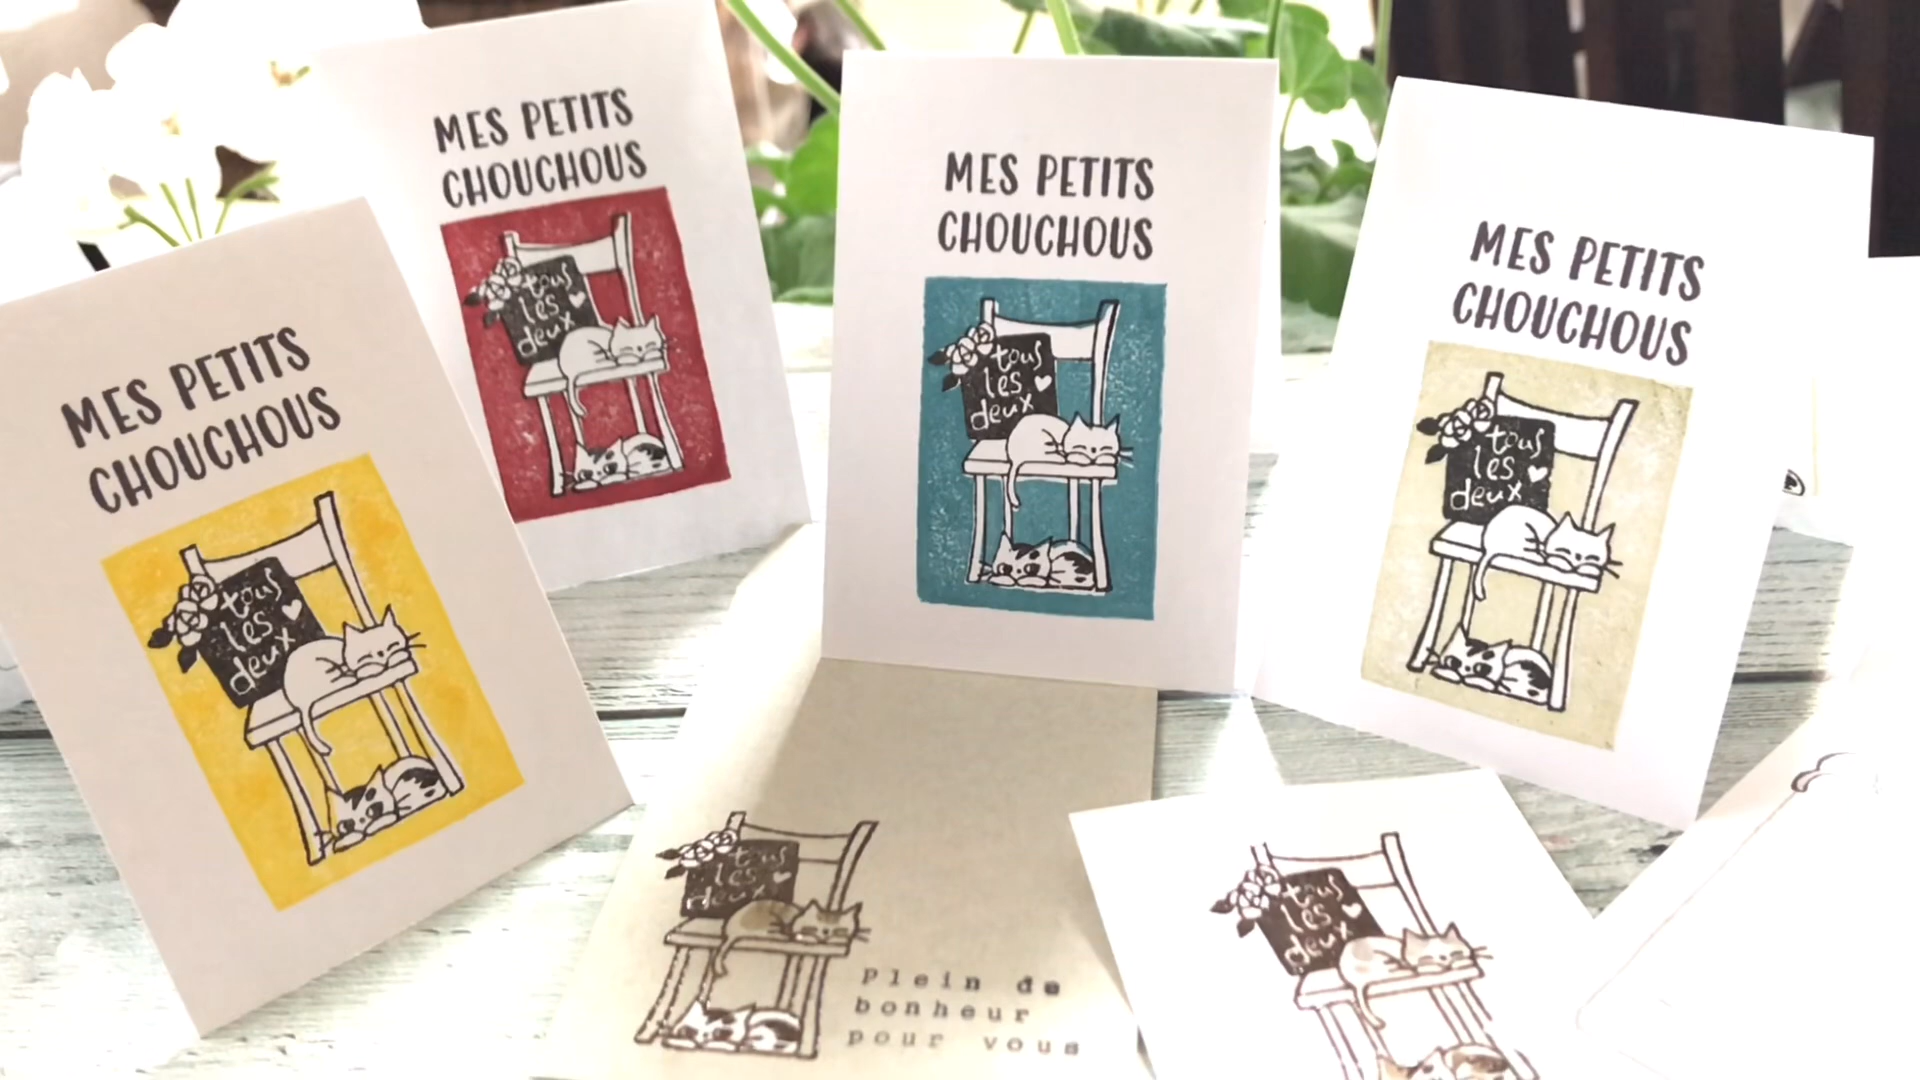 MES PETITS
CHOUCHOUS
tous
les
deux
MES PETITS
CHOUCHOUS
tous
les
deux
MES PETITS
CHOUCHOUS
tous
les
deux
MES PETITS
CHOUCHOUS
tous
les
deux
tous
les
deux
Plein de
bonheur
pour vous
tous
les
deux